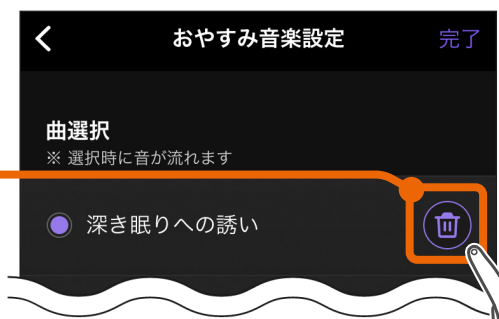 おやすみ音楽設定
完了
曲選択
※ 選択時に音が流れます
深き眠りへの誘い